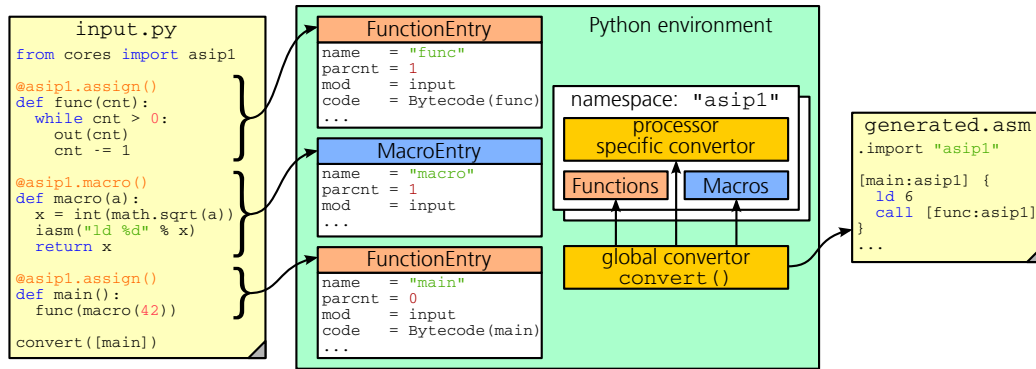 input.py
from cores import asip1
@asip1.assign()
def func(cnt):
  while cnt > 0:
    out(cnt)
    cnt -= 1
@asip1.macro()
def macro(a):
  x = int(math.sqrt(a))
  iasm("ld %d" % x)
  return x
@asip1.assign()
def main():
  func(macro(42))
convert([main])
Python environment
FunctionEntry
name    = "func"
parcnt  = 1
mod     = input
code    = Bytecode(func)
...
MacroEntry
name    = "macro"
parcnt  = 1
mod     = input
...
FunctionEntry
name    = "main"
parcnt  = 0
mod     = input
code    = Bytecode(main)
...
namespace: "asip1"
processor
specific convertor
Functions
Macros
global convertor
convert()
generated.asm
.import "asip1"
[main:asip1] {
  ld 6
  call [func:asip1]
}
...